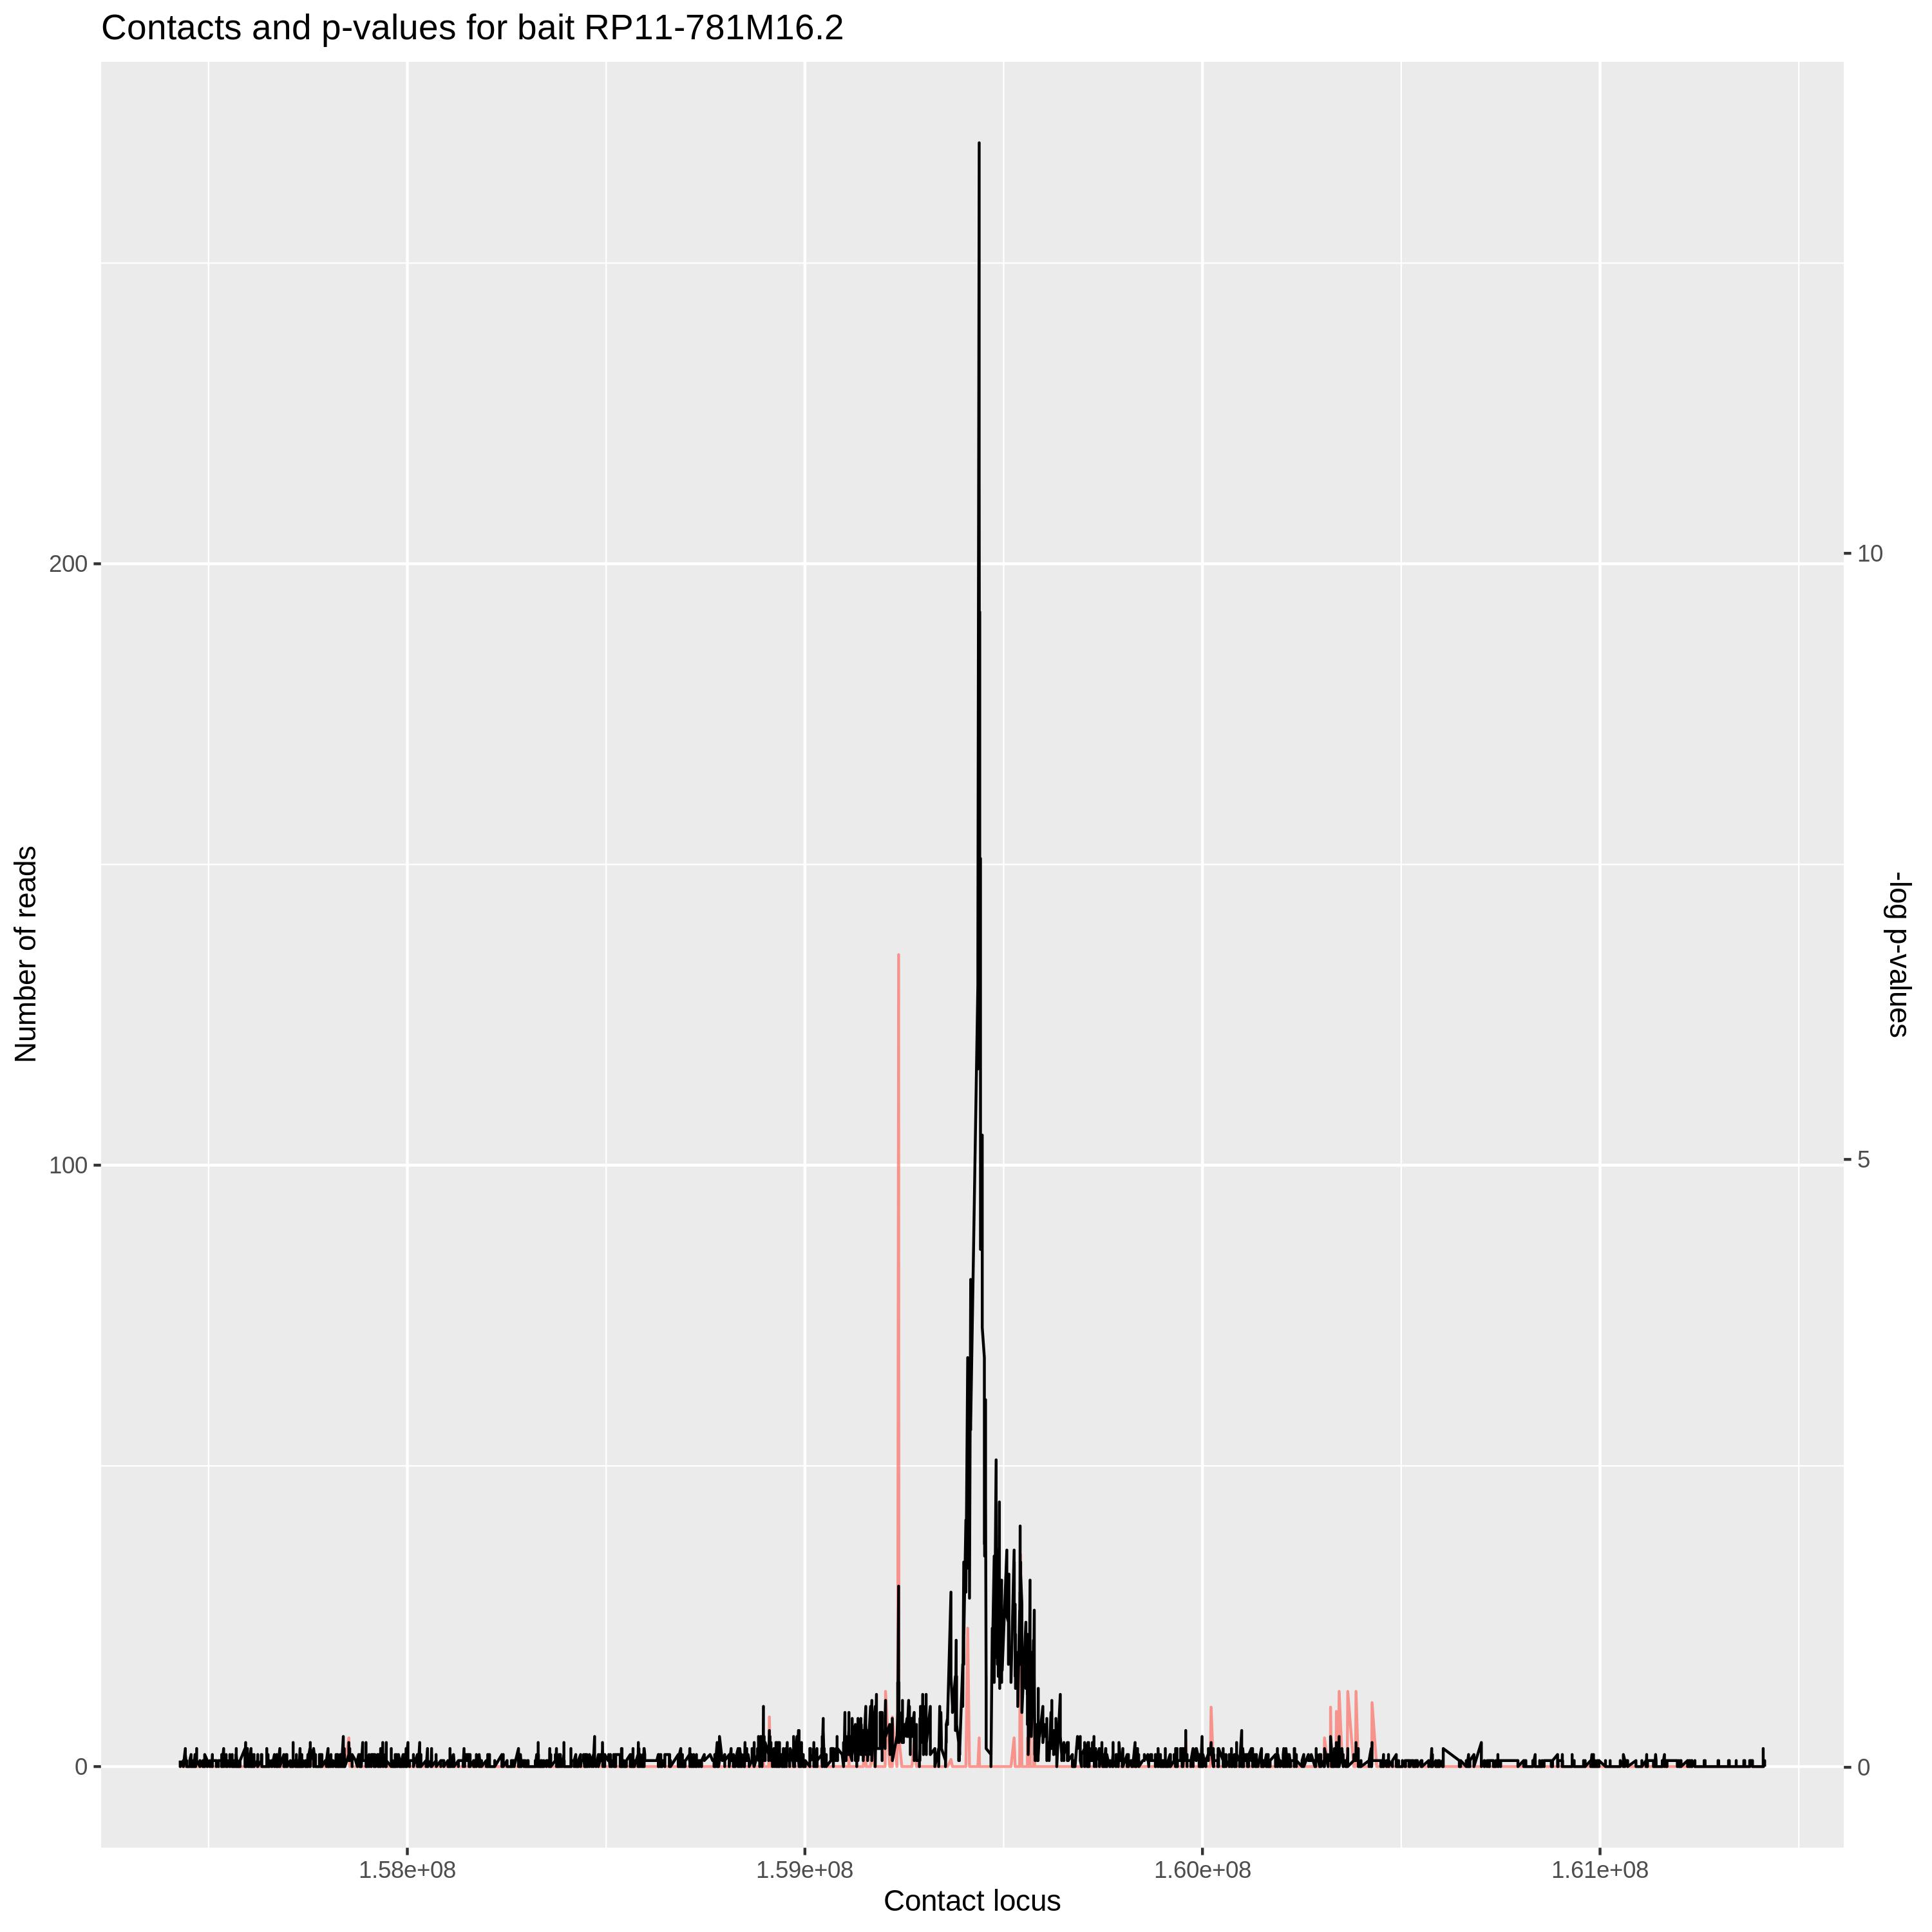 Contacts and p-values for bait RP11-781M16.2
Number of reads
200
100
0
10
5
0
-log p-values
1.58e+08
1.59e+08
1.60e+08
1.61e+08
Contact locus